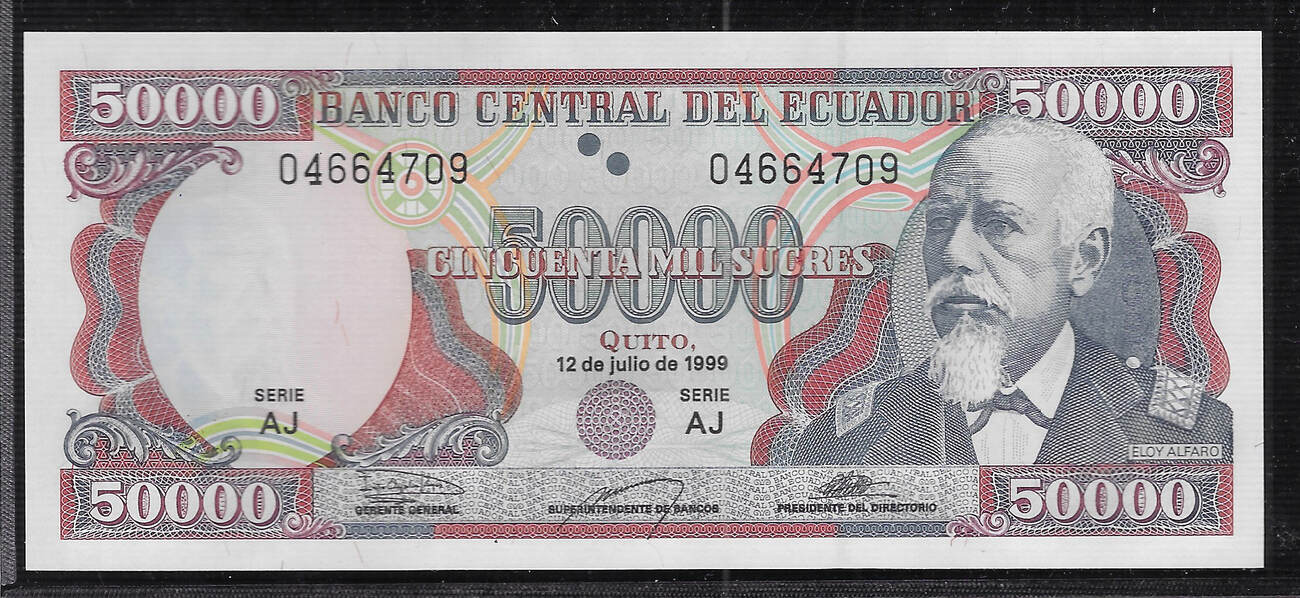 50000 BANCO CENTRAL DEL ECUADOR 50000
04664709 04664709
50000
CINCUENTA MIL SUCRES
QUITO,
12 de julio de 1999
SERIE SERIE
AJ AJ
ELOY ALFARO
50000 GERENTE GENERAL SUPERINTENDENTE DE BANCOS PRESIDENTE DEL DIRECTORIO 50000